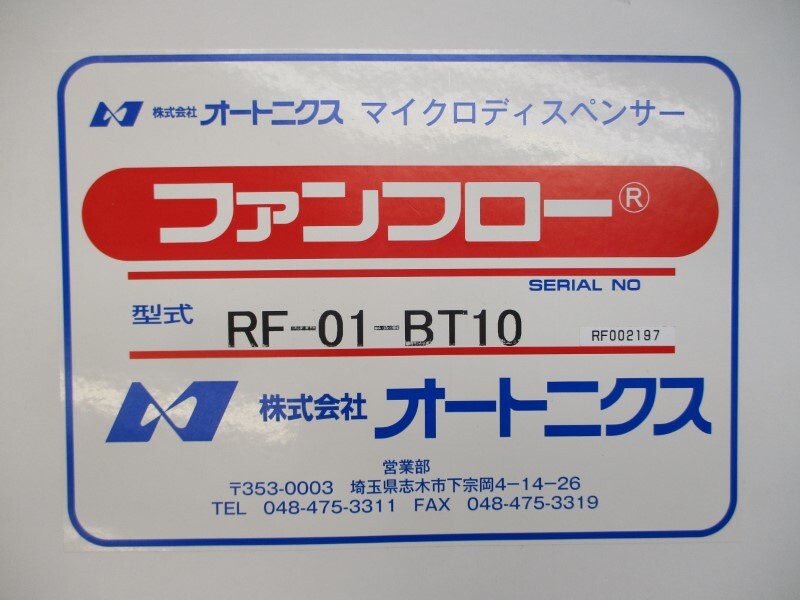 株式会社 オートニクス マイクロディスペンサー
ファンフロー®
SERIAL NO
型式 RF-01-BT10 RF002197
株式会社 オートニクス
営業部
〒353-0003 埼玉県志木市下宗岡4-14-26
TEL 048-475-3311 FAX 048-475-3319